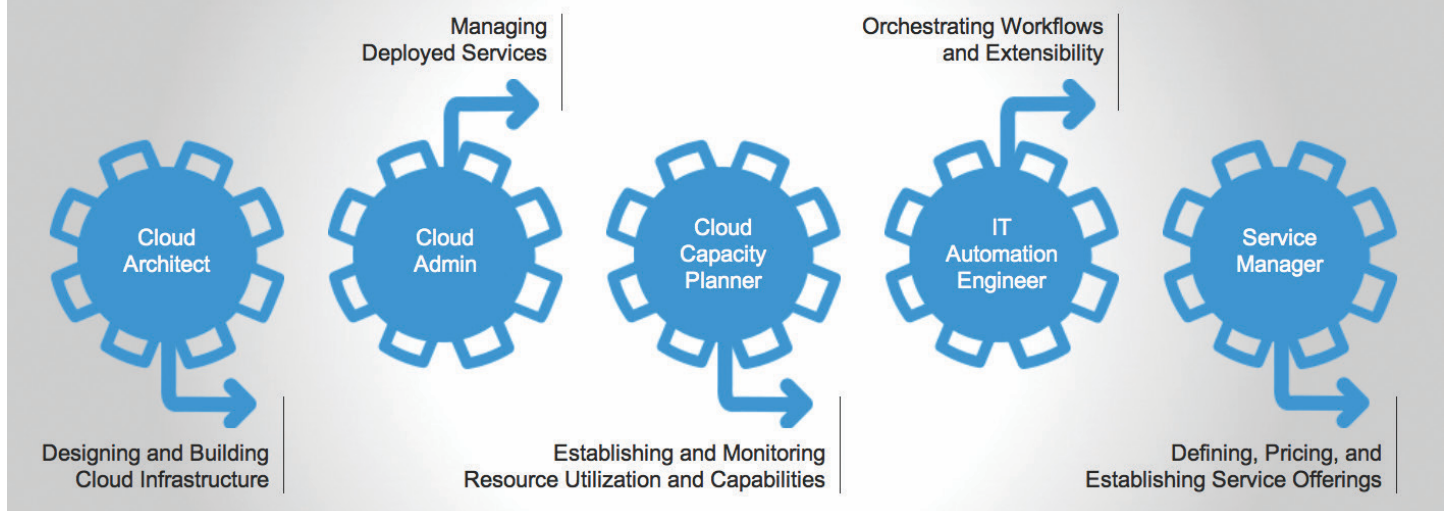 Managing
Deployed Services
Orchestrating Workflows
and Extensibility
Cloud
Architect
Cloud
Admin
Cloud
Capacity
Planner
IT
Automation
Engineer
Service
Manager
Designing and Building
Cloud Infrastructure
Establishing and Monitoring
Resource Utilization and Capabilities
Defining, Pricing, and
Establishing Service Offerings